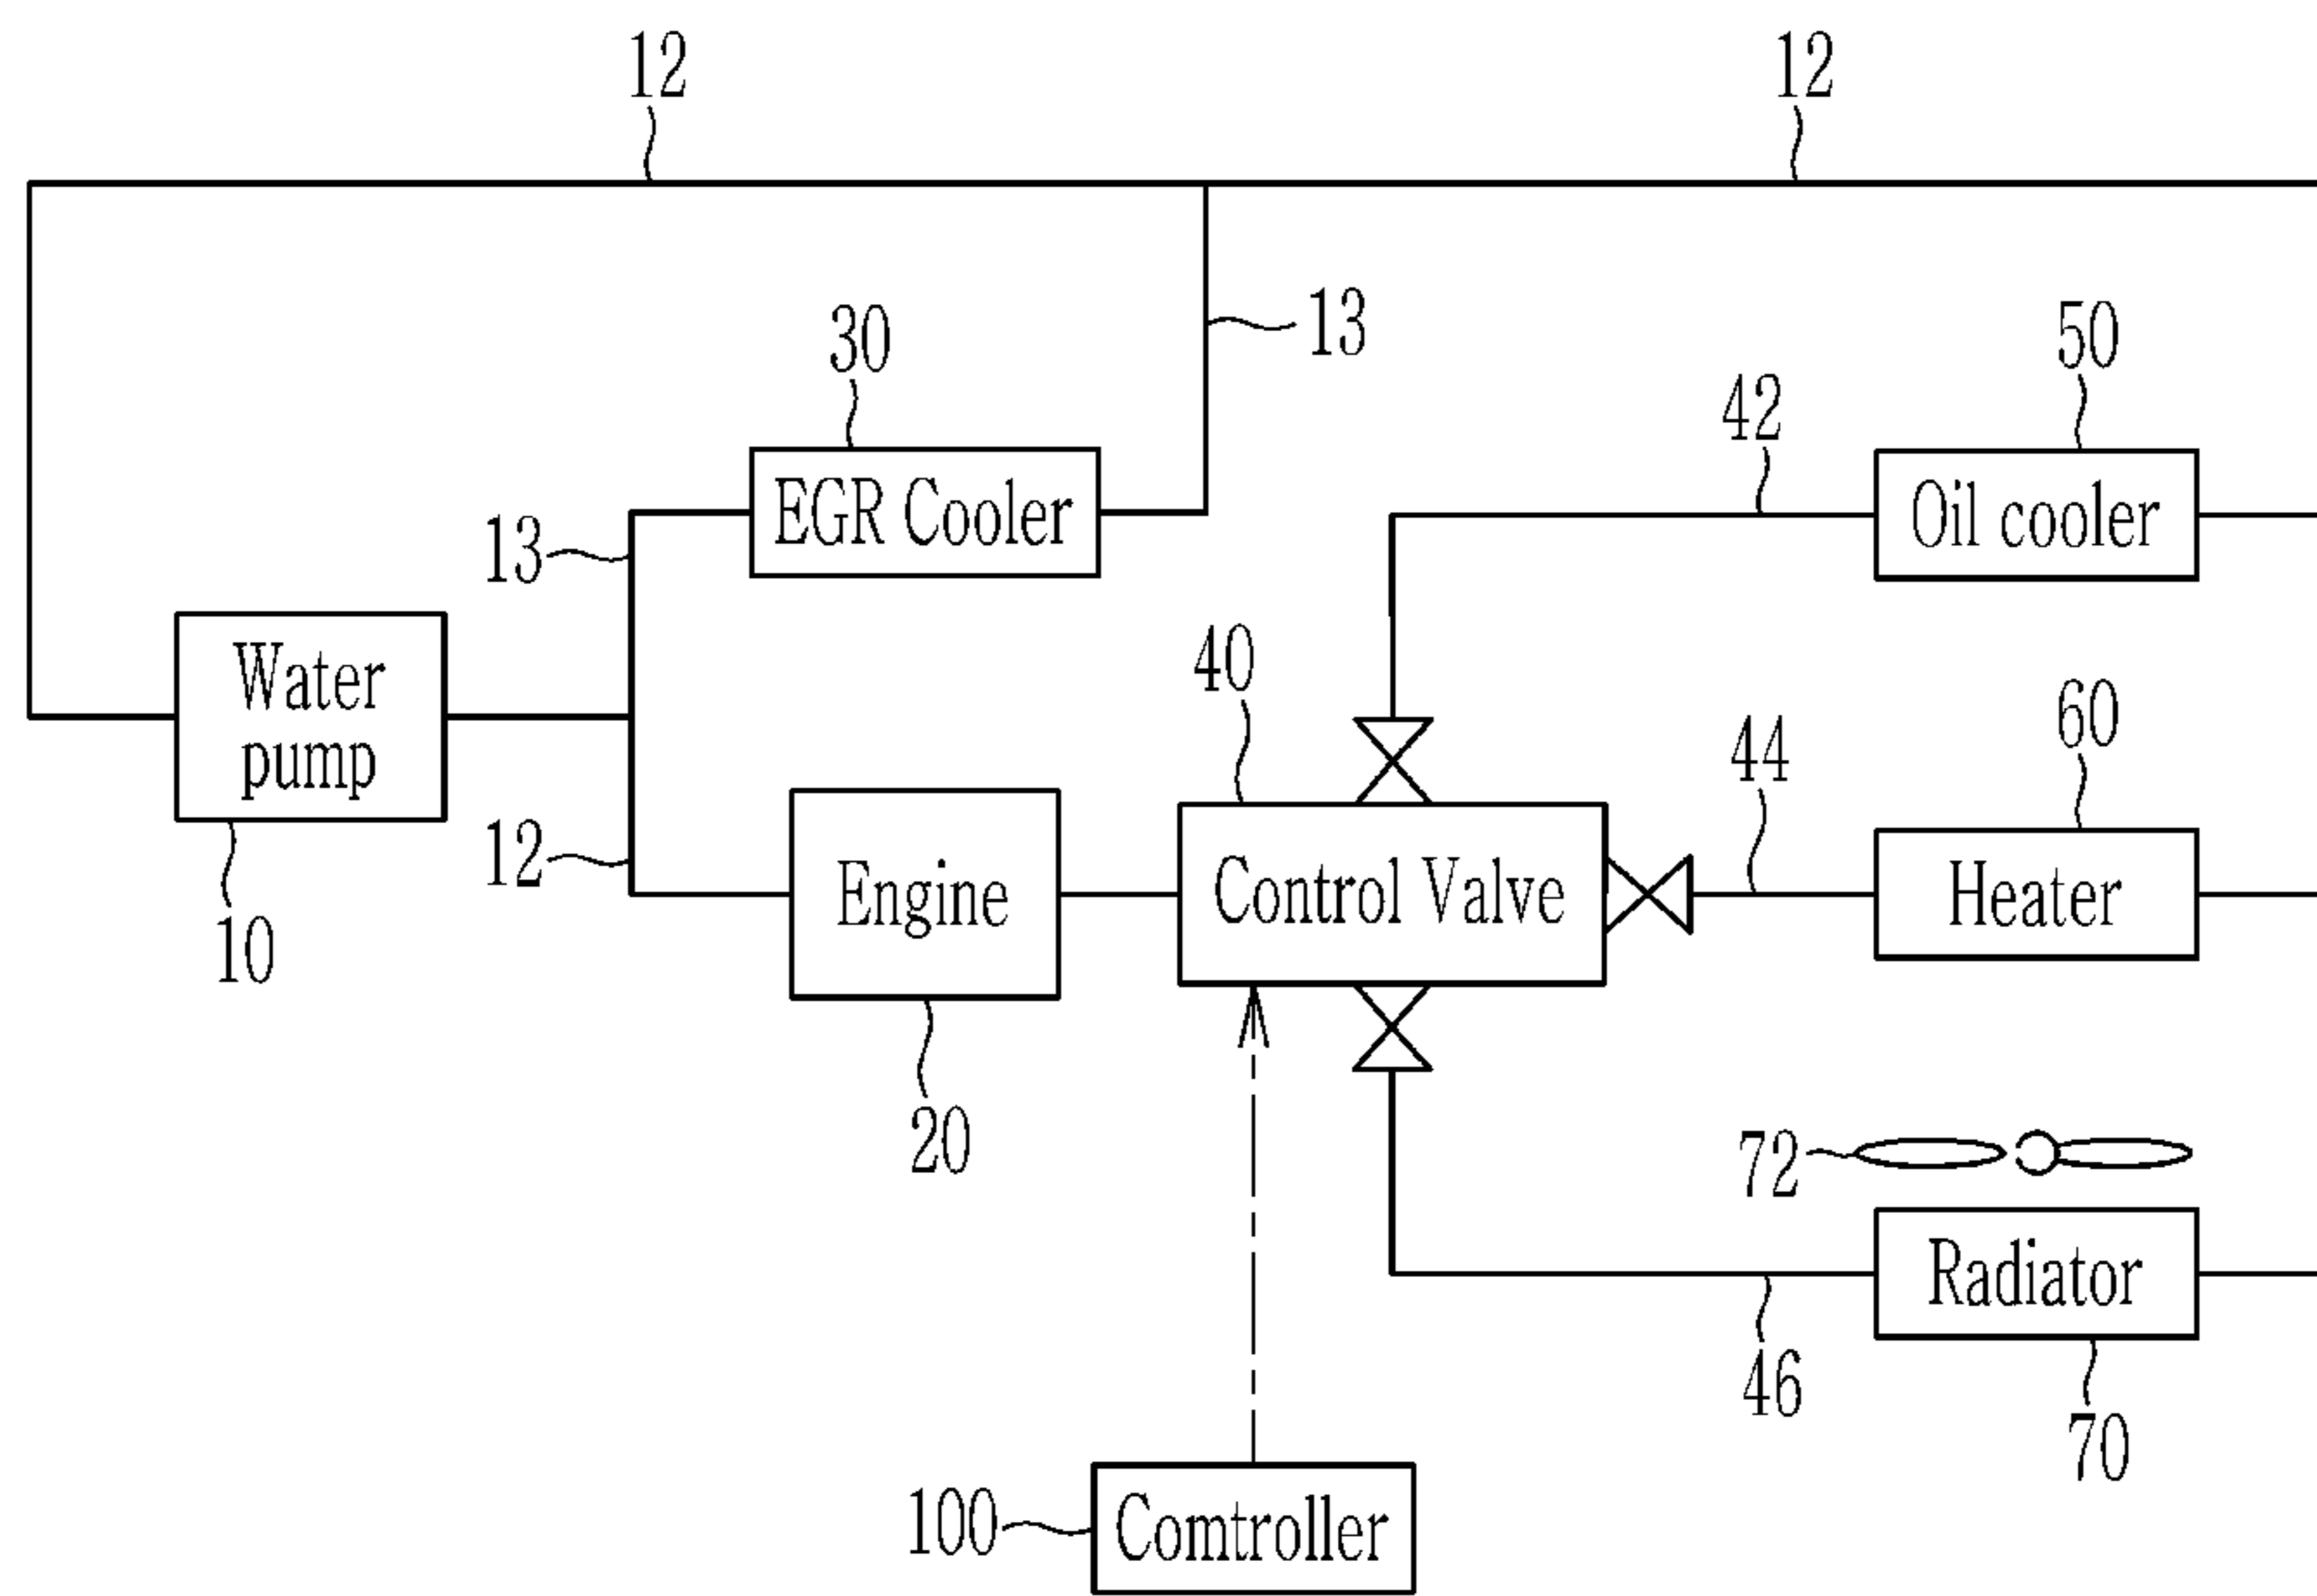 12
12
13
30
50
42
EGR Cooler
Oil cooler
13
Water
pump
40
60
44
12
Engine
Control Valve
Heater
10
20
72
Radiator
46
70
100
Comtroller